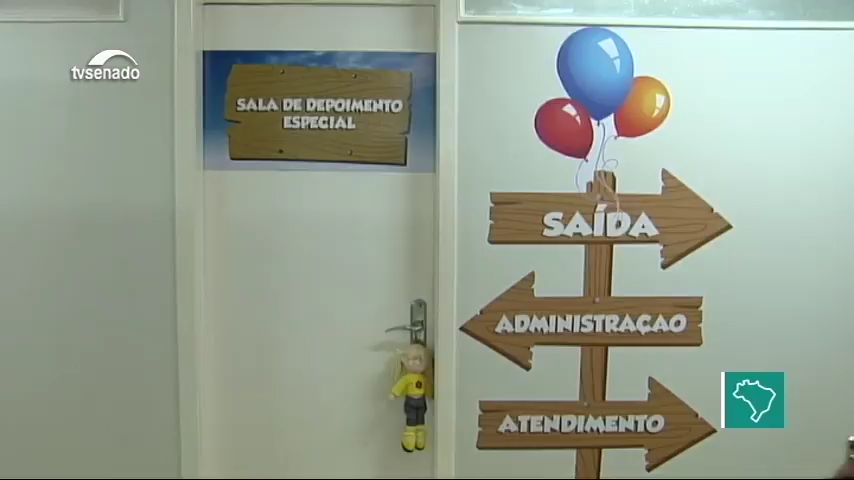 tvsenado
SALA DE DEPOIMENTO
ESPECIAL
SAÍDA
ADMINISTRAÇAO
ATENDIMENTO